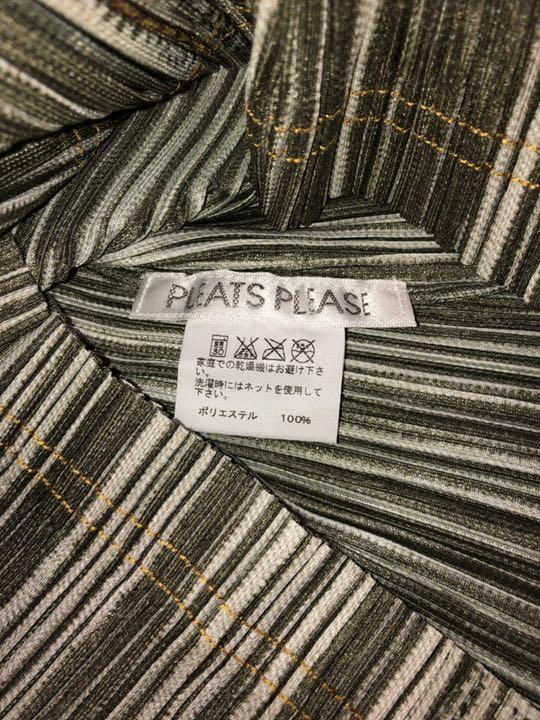 PLEATS PLEASE
家庭での乾燥機はお避け下さ
い。
洗濯時にはネットを使用して
下さい。
ポリエステル 100%